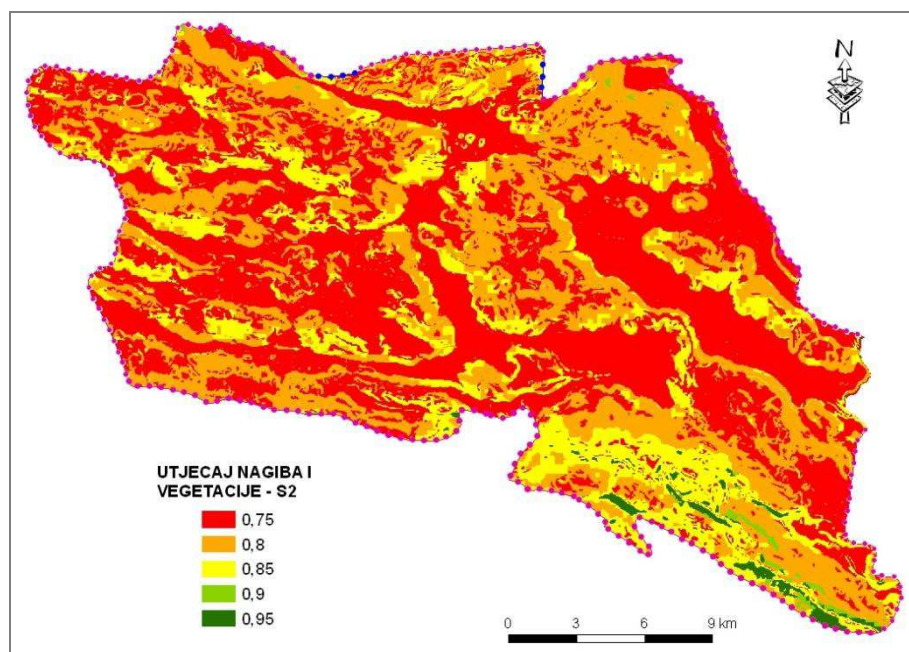 N
UTJECAJ NAGIBA I
VEGETACIJE - S2
0,75
0,8
0,85
0,9
0,95
0 3 6 9 km